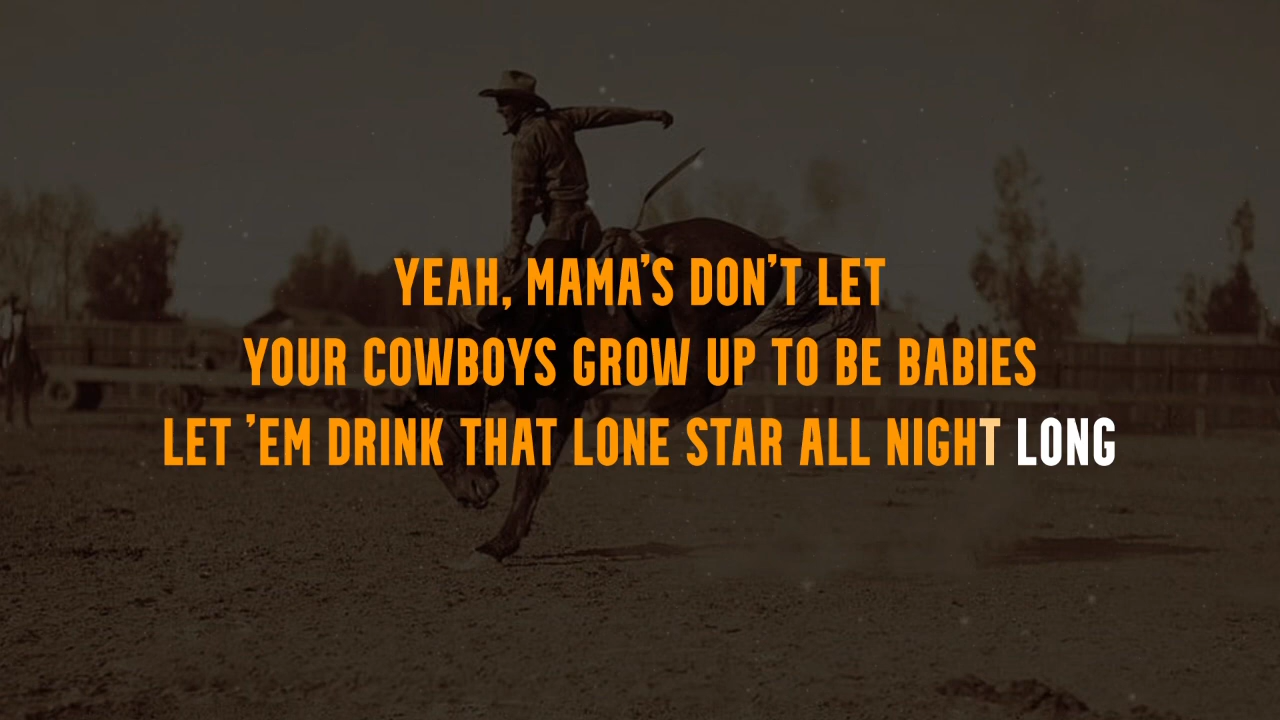 YEAH, MAMA’S DON’T LET
YOUR COWBOYS GROW UP TO BE BABIES
LET ’EM DRINK THAT LONE STAR ALL NIGHT LONG